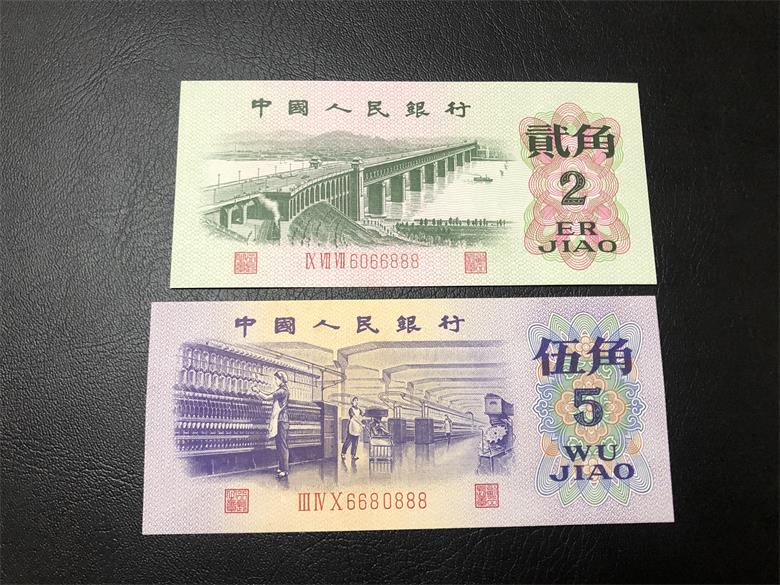 中國人民銀行
貳角
2
ER
JIAO
IX VII VII 6066888
中國人民銀行
伍角
5
WU
JIAO
III IV X 6680888